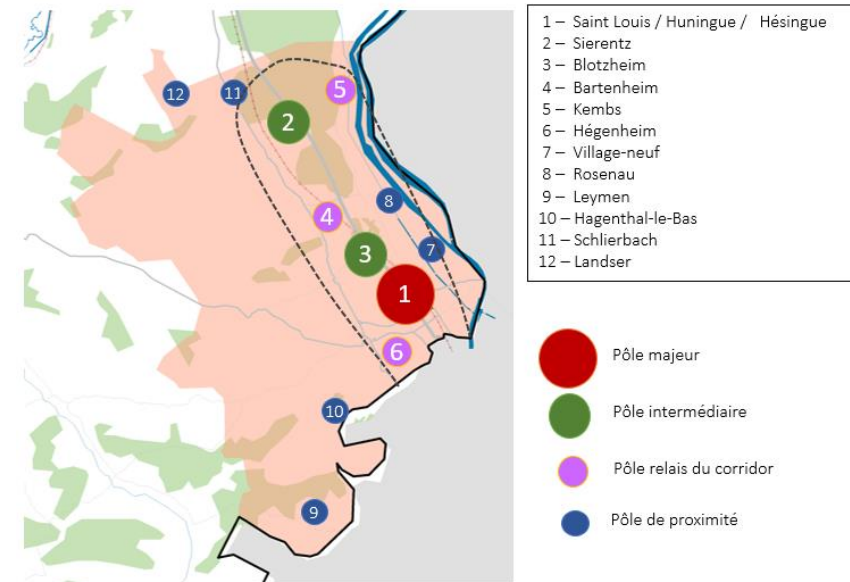 1 – Saint Louis / Huningue / Hésingue
2 – Sierentz
3 – Blotzheim
4 – Bartenheim
5 – Kembs
6 – Hégenheim
7 – Village-neuf
8 – Rosenau
9 – Leymen
10 – Hagenthal-le-Bas
11 – Schlierbach
12 – Landser
12
11
5
2
8
4
7
3
1
6
10
9
Pôle majeur
Pôle intermédiaire
Pôle relais du corridor
Pôle de proximité